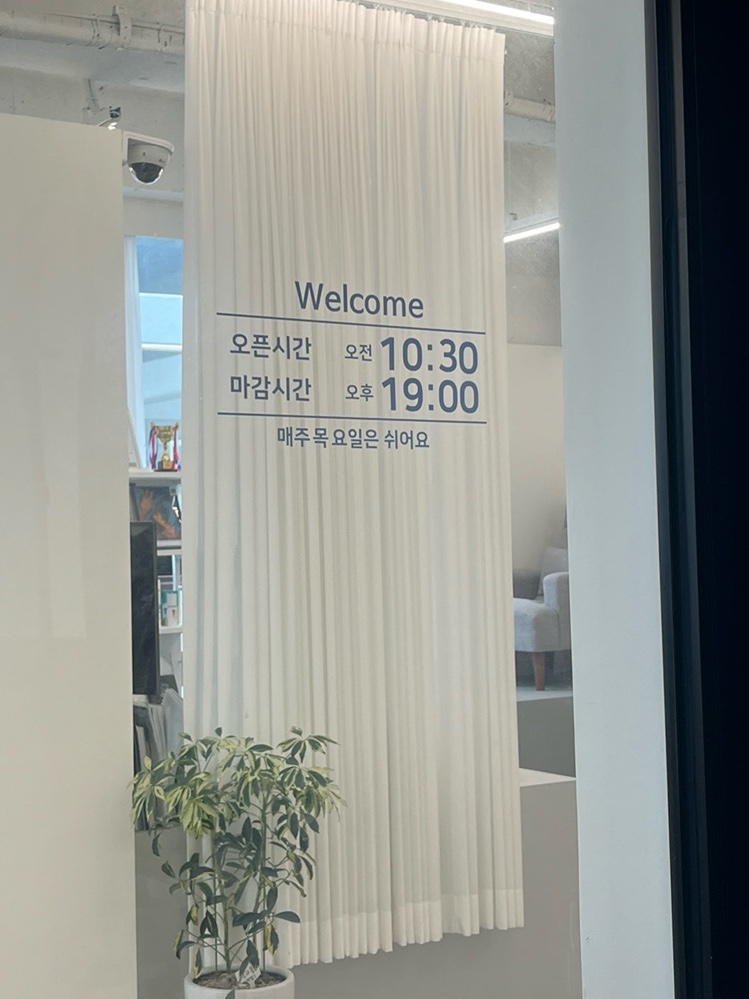 Welcome
오픈시간 오전 10:30
마감시간 오후 19:00
매주 목요일은 쉬어요